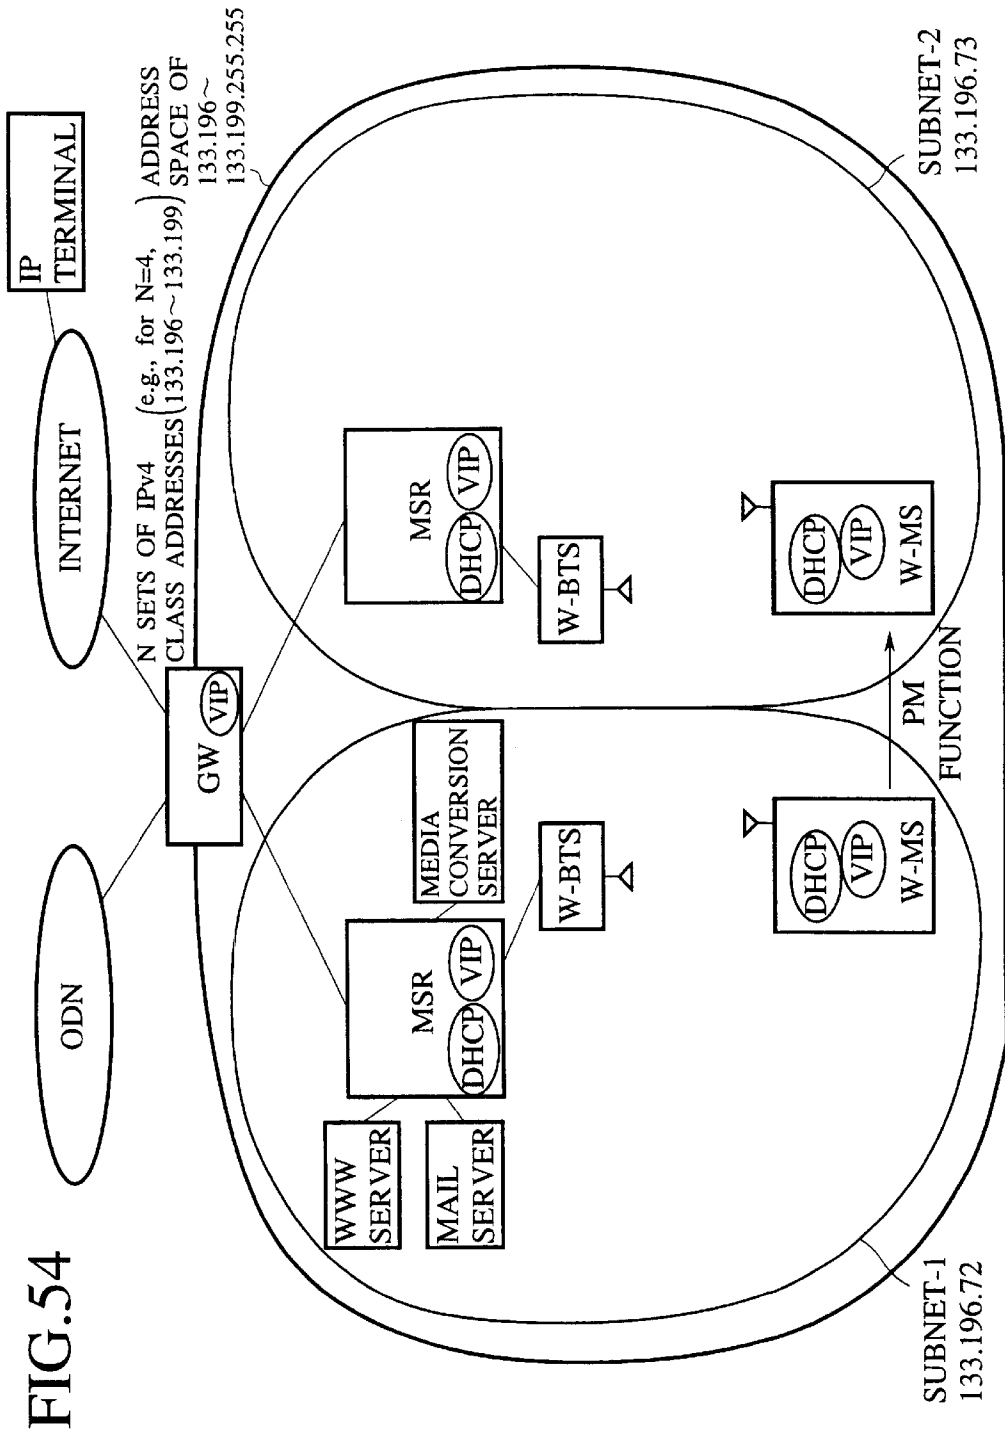 FIG.54
ODN
INTERNET
IP
TERMINAL
GW
VIP
N SETS OF IPv4
CLASS ADDRESSES
(e.g., for N=4,
133.196~133.199)
ADDRESS
SPACE OF
133.196~
133.199.255.255
WWW
SERVER
MAIL
SERVER
MSR
DHCP
VIP
MEDIA
CONVERSION
SERVER
W-BTS
MSR
DHCP
VIP
W-BTS
DHCP
VIP
W-MS
PM
FUNCTION
DHCP
VIP
W-MS
SUBNET-1
133.196.72
SUBNET-2
133.196.73